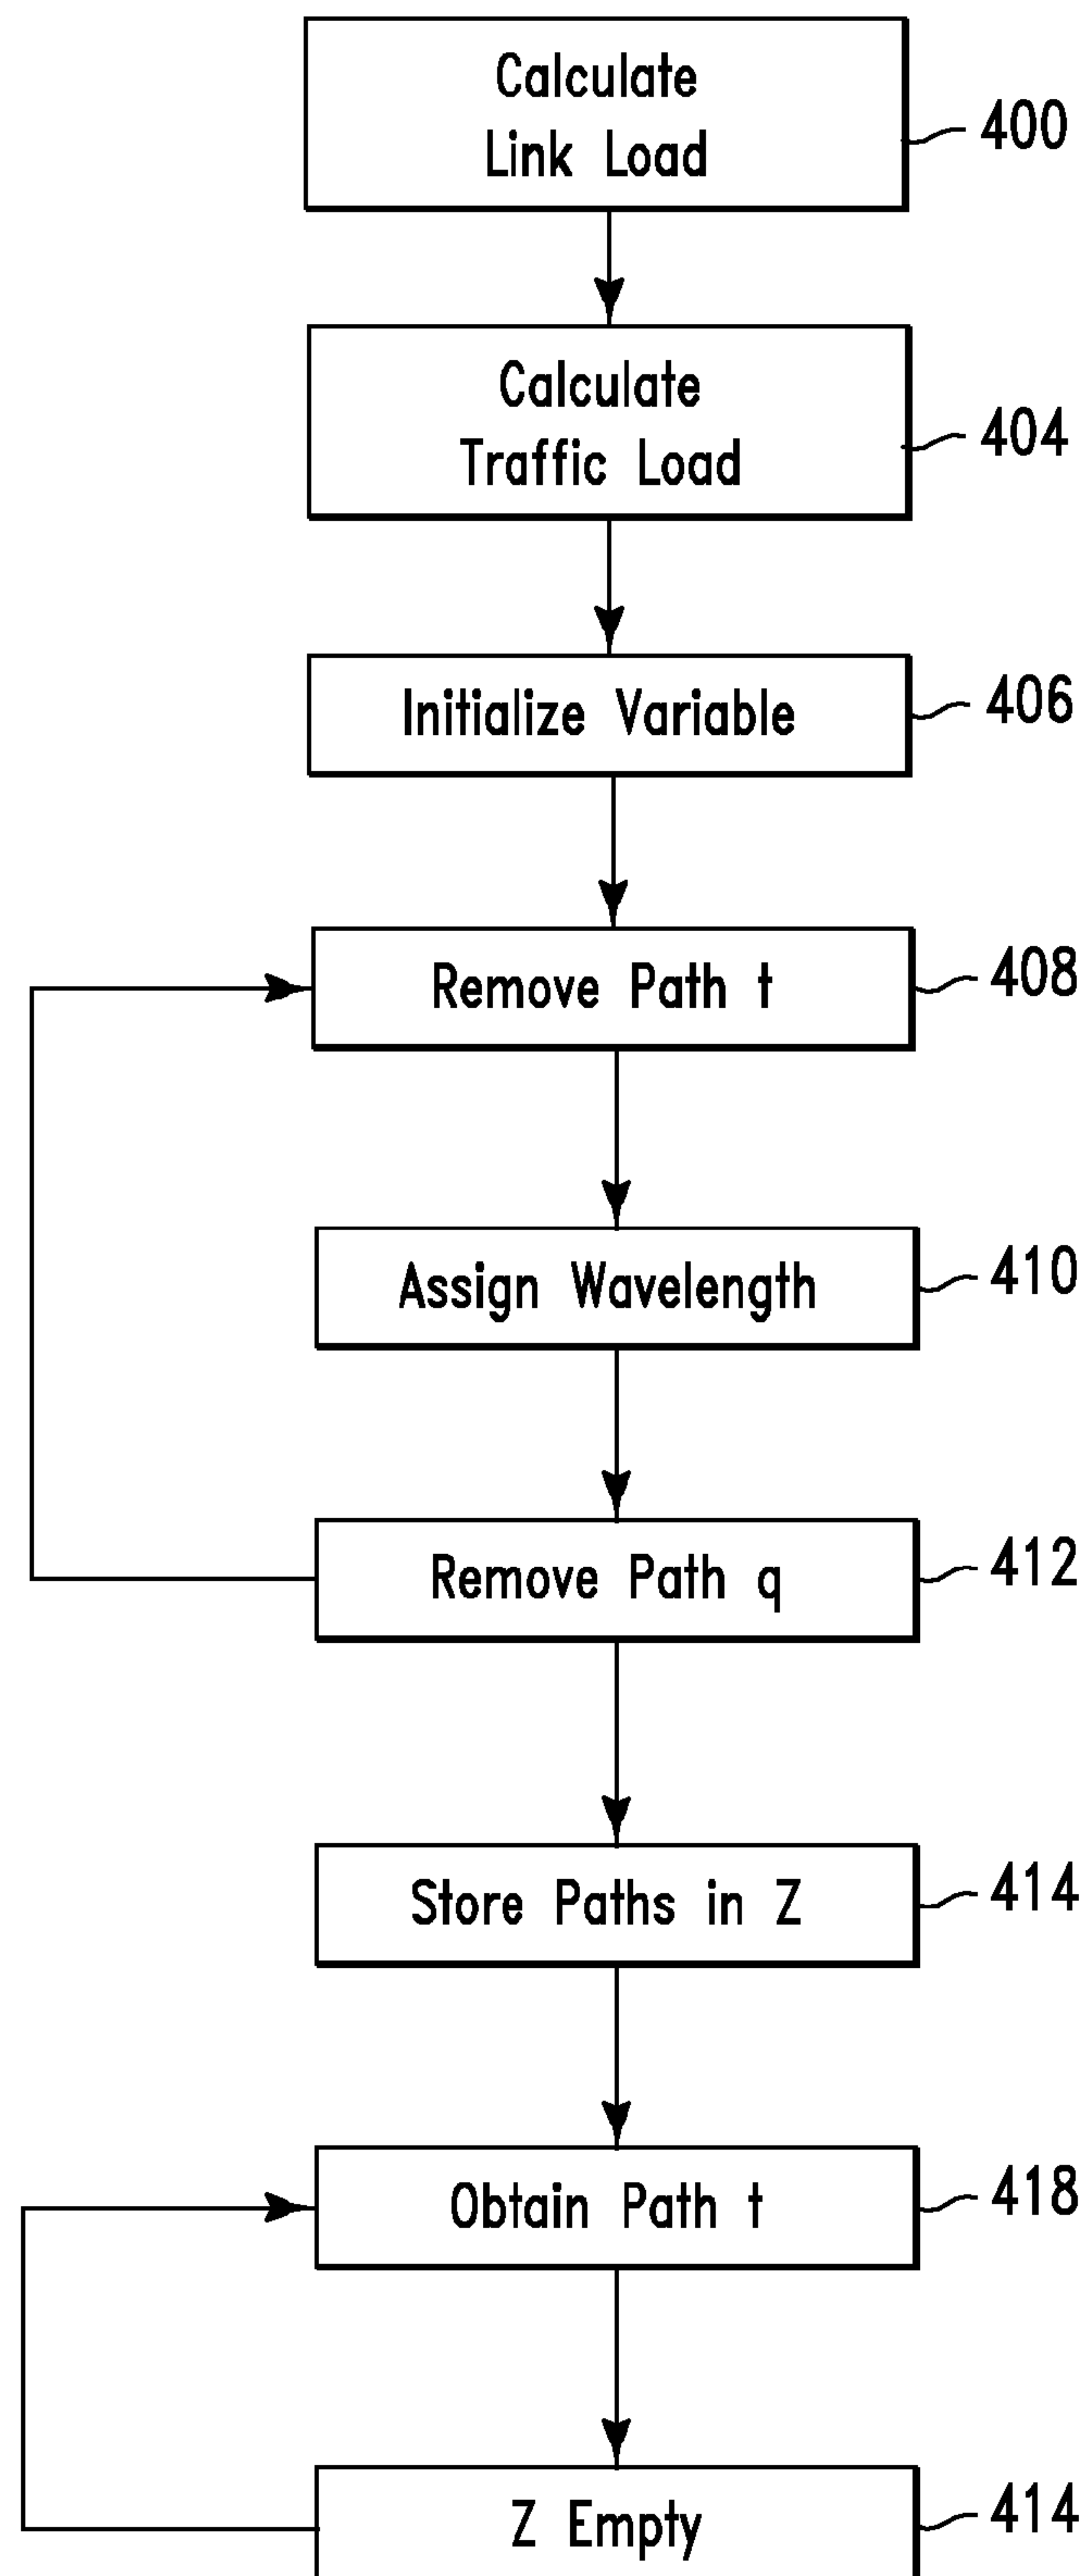 Calculate
Link Load
400
Calculate
Traffic Load
404
Initialize Variable
406
Remove Path t
408
Assign Wavelength
410
Remove Path q
412
Store Paths in Z
414
Obtain Path t
418
Z Empty
414